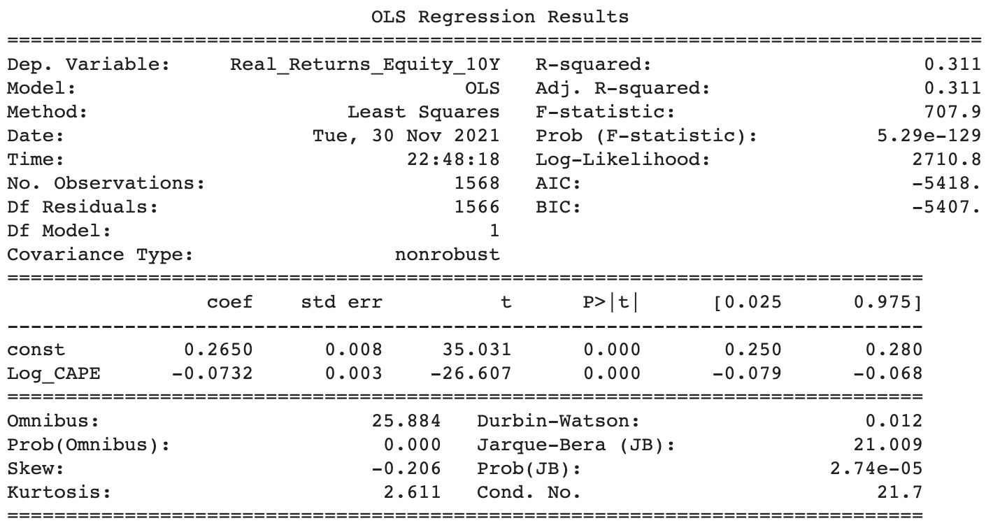 OLS Regression Results
==============================================================================
Dep. Variable: Real_Returns_Equity_10Y R-squared: 0.311
Model: OLS Adj. R-squared: 0.311
Method: Least Squares F-statistic: 707.9
Date: Tue, 30 Nov 2021 Prob (F-statistic): 5.29e-129
Time: 22:48:18 Log-Likelihood: 2710.8
No. Observations: 1568 AIC: -5418.
Df Residuals: 1566 BIC: -5407.
Df Model: 1
Covariance Type: nonrobust
==============================================================================
coef std err t P>|t| [0.025 0.975]
------------------------------------------------------------------------------
const 0.2650 0.008 35.031 0.000 0.250 0.280
Log_CAPE -0.0732 0.003 -26.607 0.000 -0.079 -0.068
==============================================================================
Omnibus: 25.884 Durbin-Watson: 0.012
Prob(Omnibus): 0.000 Jarque-Bera (JB): 21.009
Skew: -0.206 Prob(JB): 2.74e-05
Kurtosis: 2.611 Cond. No. 21.7
==============================================================================